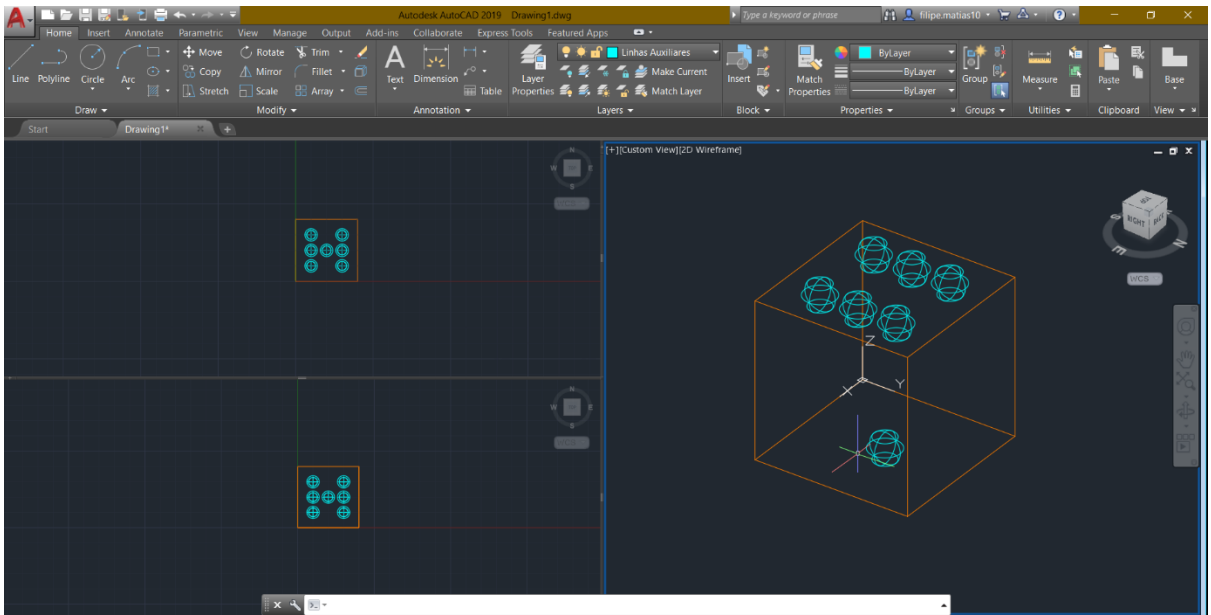 Autodesk AutoCAD 2019 Drawing1.dwg
Type a keyword or phrase
filipe.matias10
Home Insert Annotate Parametric View Manage Output Add-ins Collaborate Express Tools Featured Apps
Line Polyline Circle Arc
Move Rotate Trim
Copy Mirror Fillet
Stretch Scale Array
Text Dimension
Table
Layer Properties
Linhas Auxiliares
Make Current
Match Layer
Insert
Match Properties
ByLayer
ByLayer
ByLayer
Group
Measure
Paste
Base
Draw Modify Annotation Layers Block Properties Groups Utilities Clipboard View
Start Drawing1*
[+][Custom View][2D Wireframe]
N
W E
S
WCS
RIGHT BACK
N
E
S
WCS
Z
X Y
N
W E
S
WCS